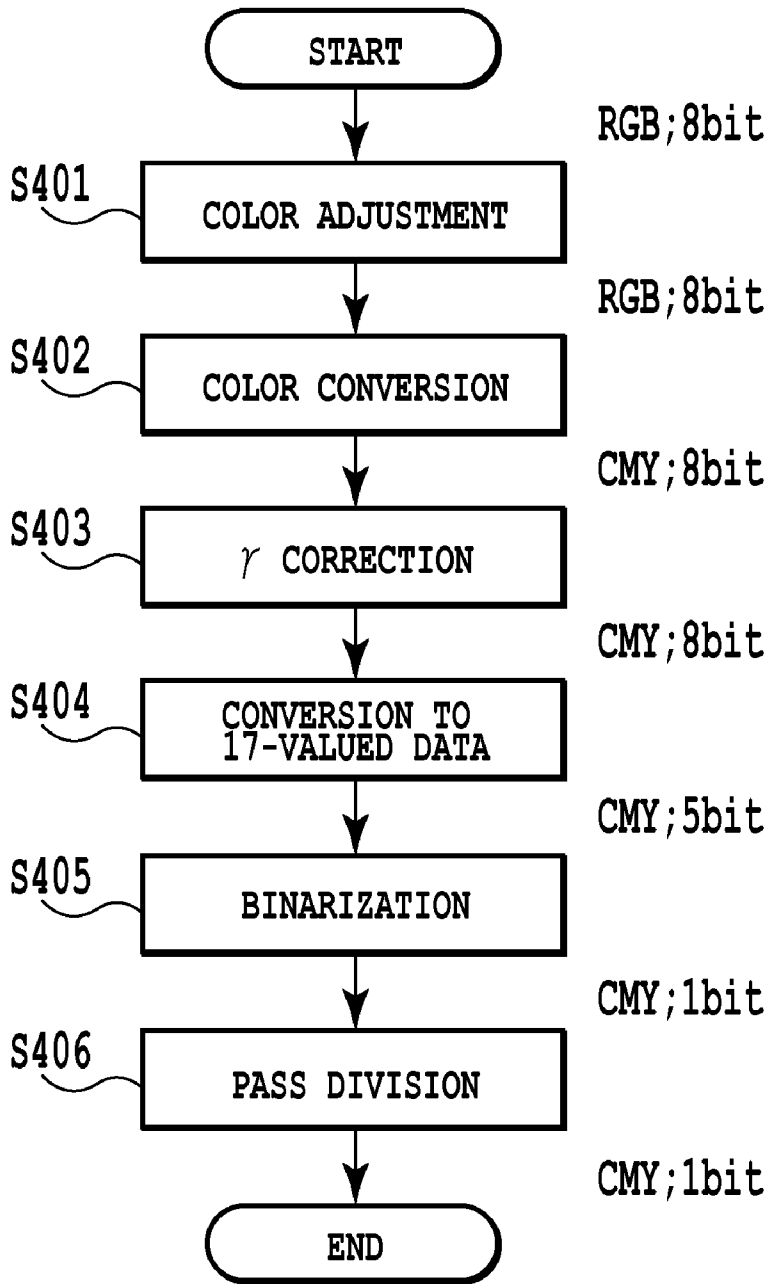 START
RGB;8bit
S401
COLOR ADJUSTMENT
RGB;8bit
S402
COLOR CONVERSION
CMY;8bit
S403
γ CORRECTION
CMY;8bit
S404
CONVERSION TO
17-VALUED DATA
CMY;5bit
S405
BINARIZATION
CMY;1bit
S406
PASS DIVISION
CMY;1bit
END